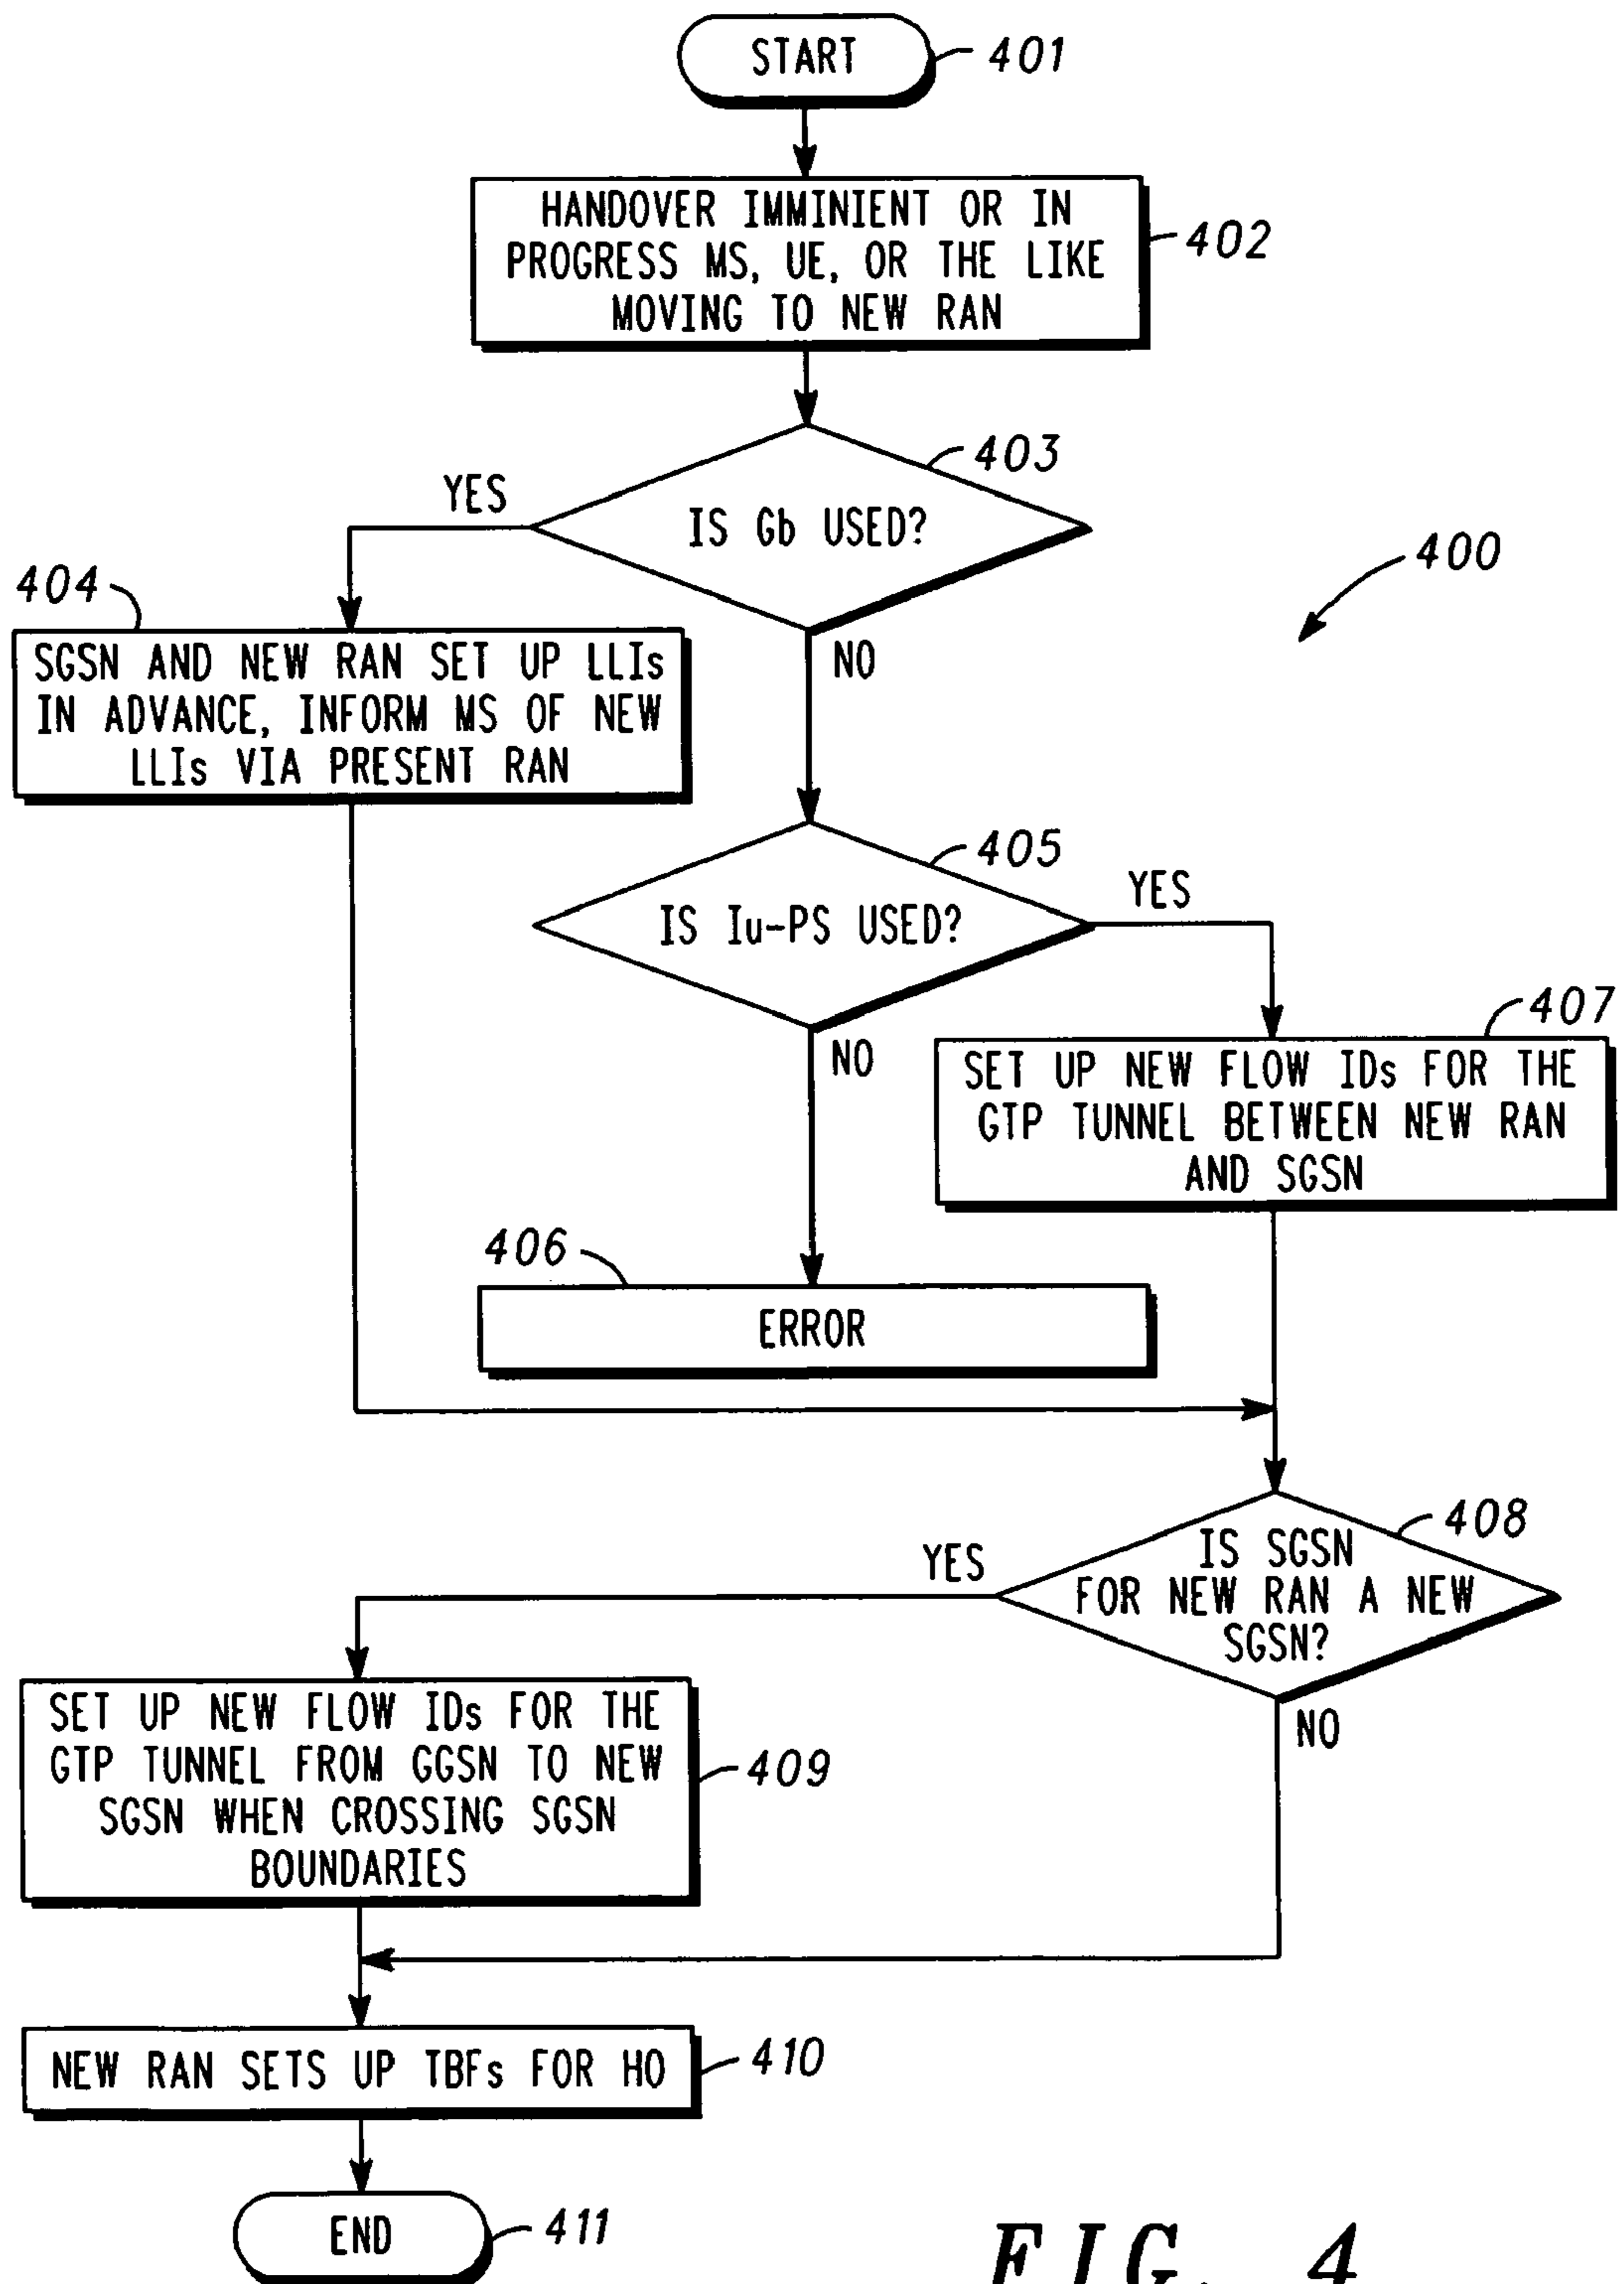 START
401
HANDOVER IMMINIENT OR IN
PROGRESS MS, UE, OR THE LIKE
MOVING TO NEW RAN
402
403
YES
IS Gb USED?
400
404
SGSN AND NEW RAN SET UP LLIs
IN ADVANCE, INFORM MS OF NEW
LLIs VIA PRESENT RAN
NO
405
YES
IS Iu-PS USED?
407
NO
SET UP NEW FLOW IDs FOR THE
GTP TUNNEL BETWEEN NEW RAN
AND SGSN
406
ERROR
408
YES
IS SGSN
FOR NEW RAN A NEW
SGSN?
NO
SET UP NEW FLOW IDs FOR THE
GTP TUNNEL FROM GGSN TO NEW
SGSN WHEN CROSSING SGSN
BOUNDARIES
409
NEW RAN SETS UP TBFs FOR HO
410
END
411
FIG. 4